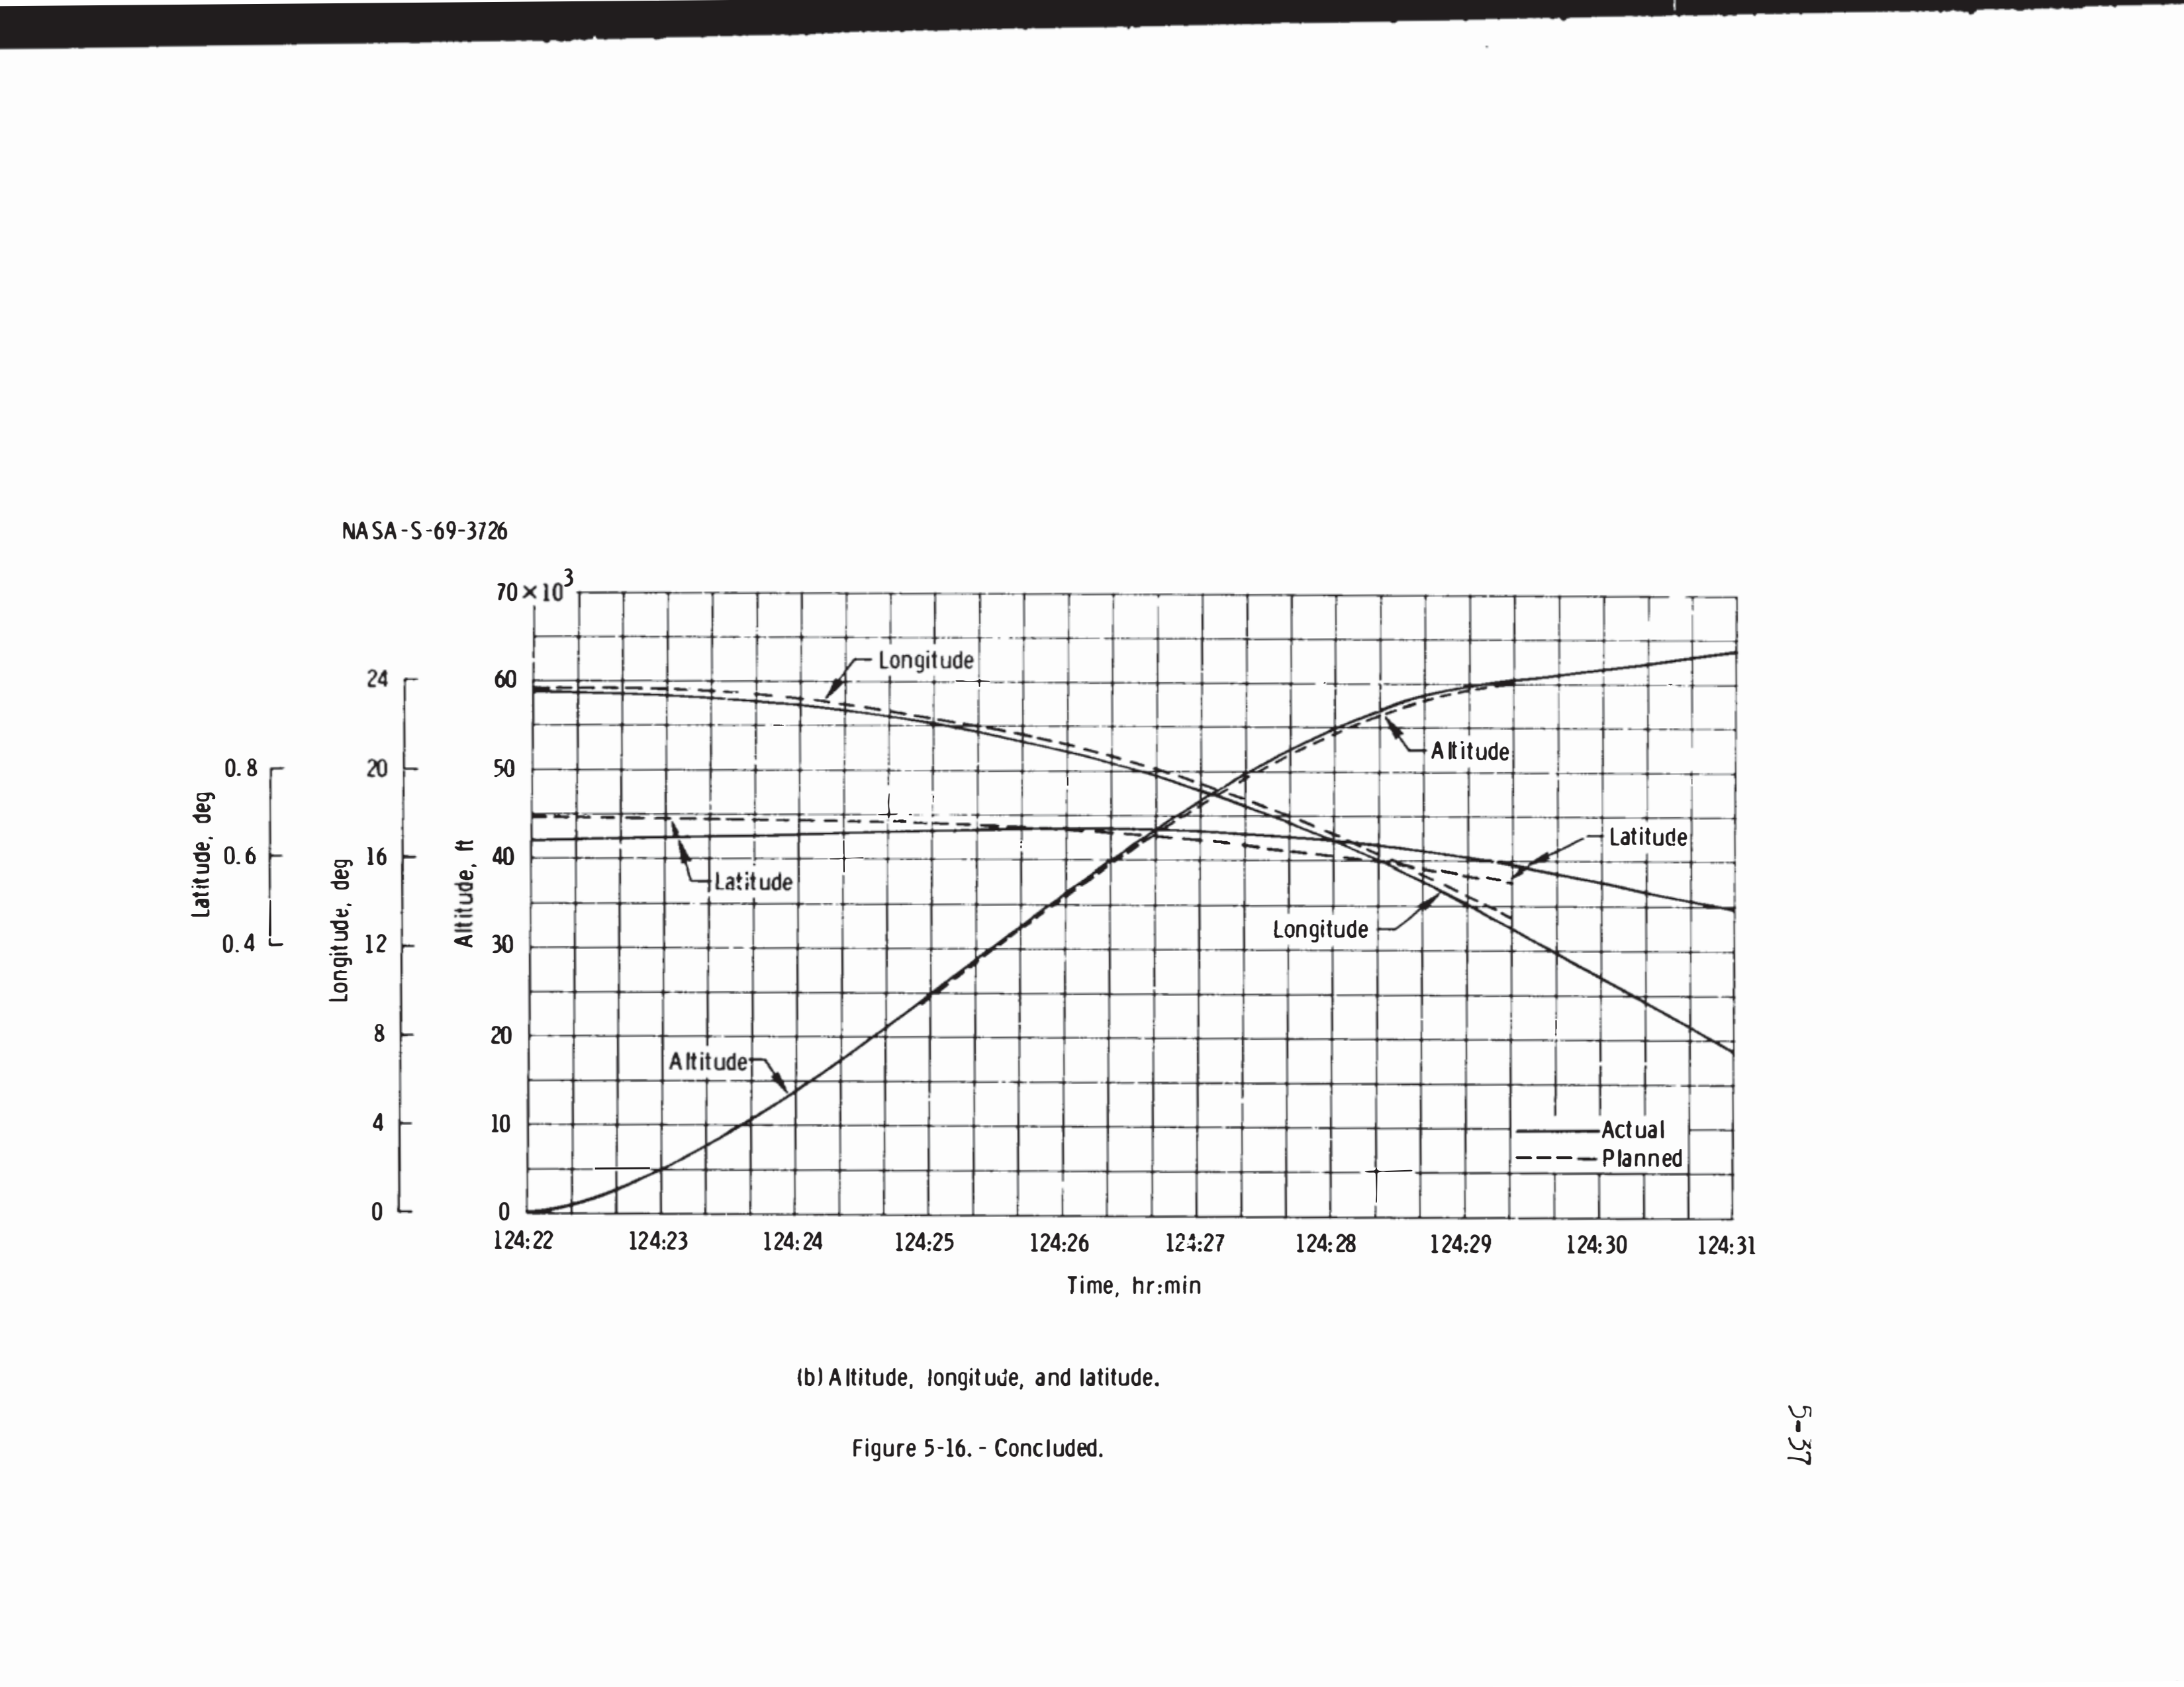 NASA-S-69-3726
70×10³
60
50
40
30
20
10
0
Altitude, ft
24
20
16
12
8
4
0
Longitude, deg
0.8
0.6
0.4
Latitude, deg
Longitude
Altitude
Latitude
Latitude
Longitude
Altitude
Actual
Planned
124:22 124:23 124:24 124:25 124:26 124:27 124:28 124:29 124:30 124:31
Time, hr:min
(b) Altitude, longitude, and latitude.
Figure 5-16. - Concluded.
5-37